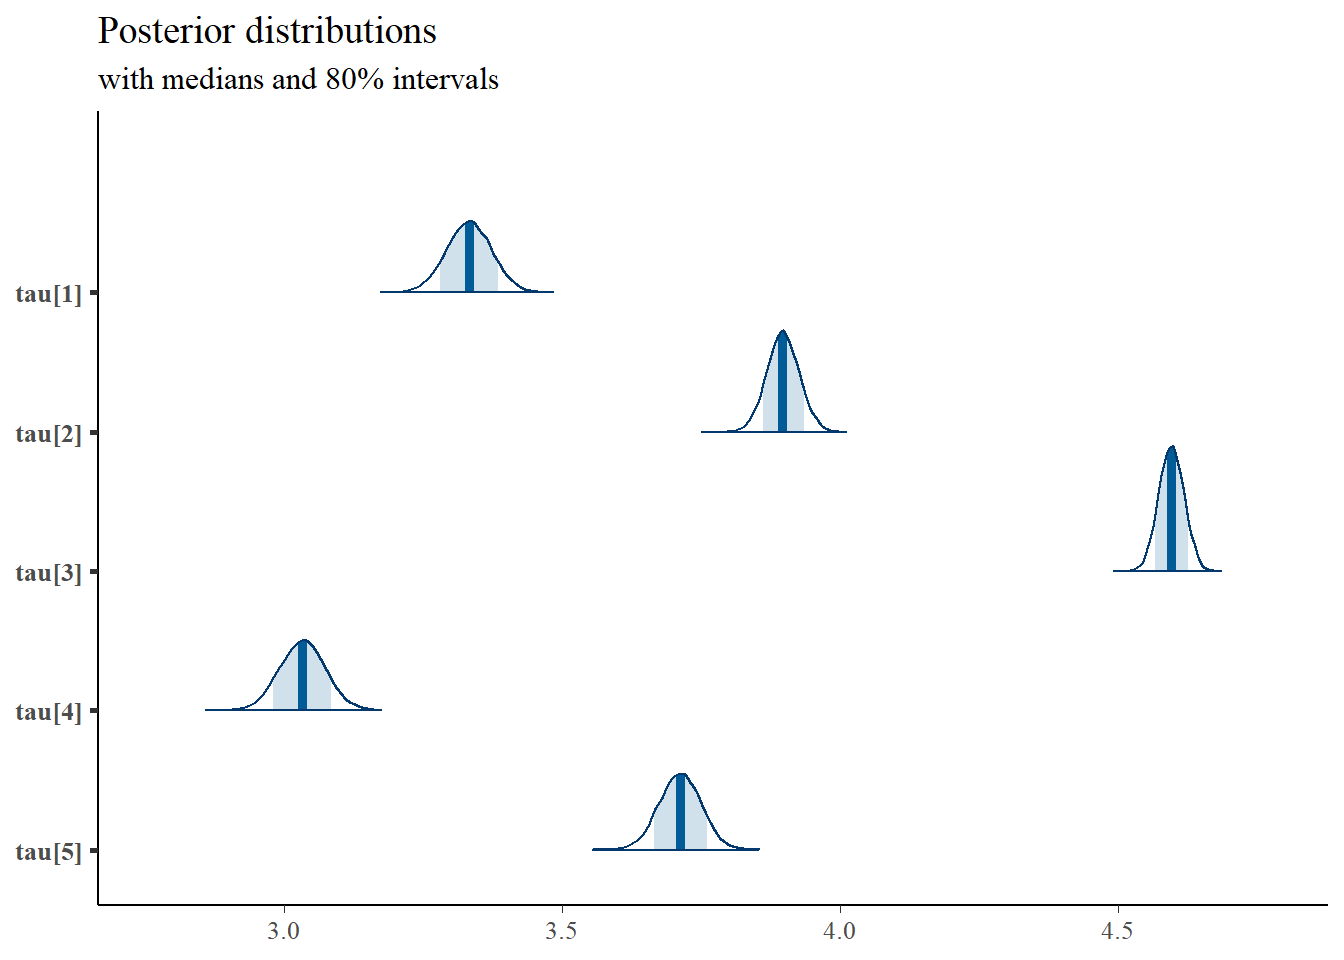 Posterior distributions
with medians and 80% intervals
tau[1]
tau[2]
tau[3]
tau[4]
tau[5]
3.0 3.5 4.0 4.5